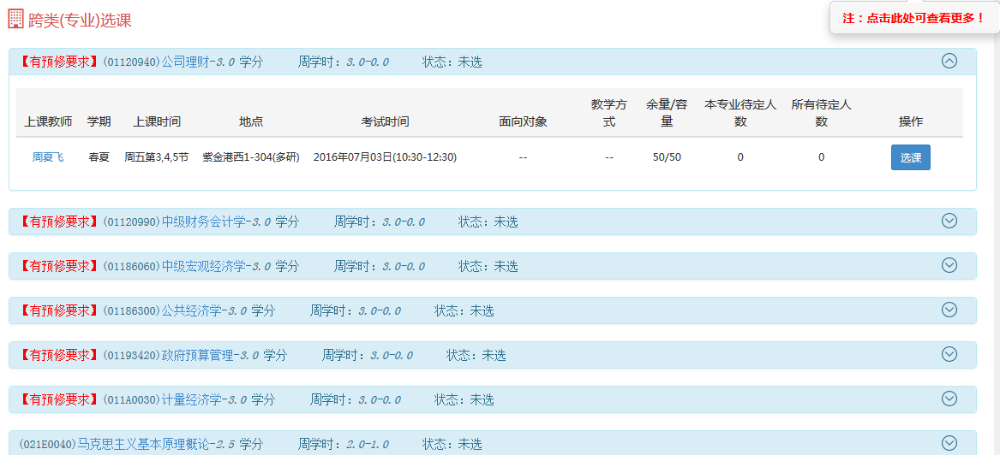 跨类(专业)选课
注：点击此处可查看更多！
【有预修要求】(01120940)公司理财-3.0 学分 周学时：3.0-0.0 状态：未选
上课教师 学期 上课时间 地点 考试时间 面向对象 教学方式 余量/容量 本专业待定人数 所有待定人数 操作
周夏飞 春夏 周五第3,4,5节 紫金港西1-304(多研) 2016年07月03日(10:30-12:30) -- -- 50/50 0 0 选课
【有预修要求】(01120990)中级财务会计学-3.0 学分 周学时：3.0-0.0 状态：未选
【有预修要求】(01186060)中级宏观经济学-3.0 学分 周学时：3.0-0.0 状态：未选
【有预修要求】(01186300)公共经济学-3.0 学分 周学时：3.0-0.0 状态：未选
【有预修要求】(01193420)政府预算管理-3.0 学分 周学时：3.0-0.0 状态：未选
【有预修要求】(011A0030)计量经济学-3.0 学分 周学时：3.0-0.0 状态：未选
(021E0040)马克思主义基本原理概论-2.5 学分 周学时：2.0-1.0 状态：未选